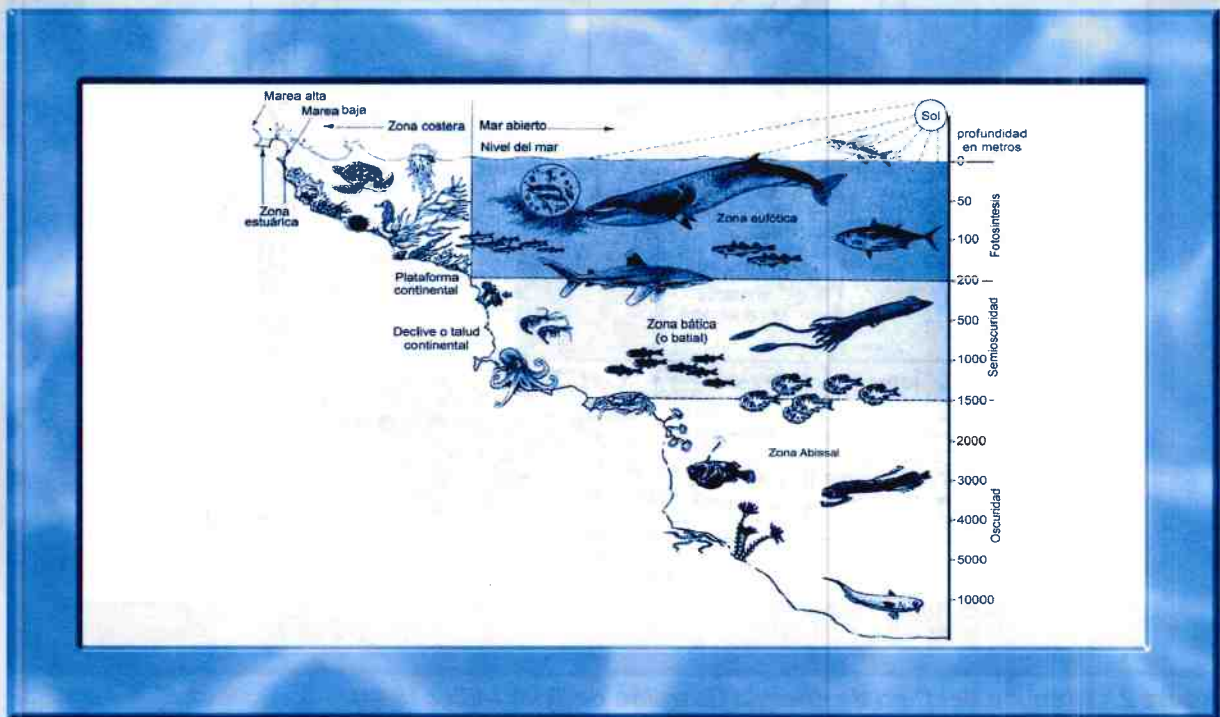 Marea alta
Marea baja
Zona costera
Mar abierto
Nivel del mar
Sol
profundidad
en metros
0
Zona
estuárica
50
Zona eufótica
100
Fotosíntesis
200
Plataforma
continental
Declive o talud
continental
Zona bática
(o batial)
500
Semioscuridad
1000
1500
2000
Zona Abissal
3000
Oscuridad
4000
5000
10000